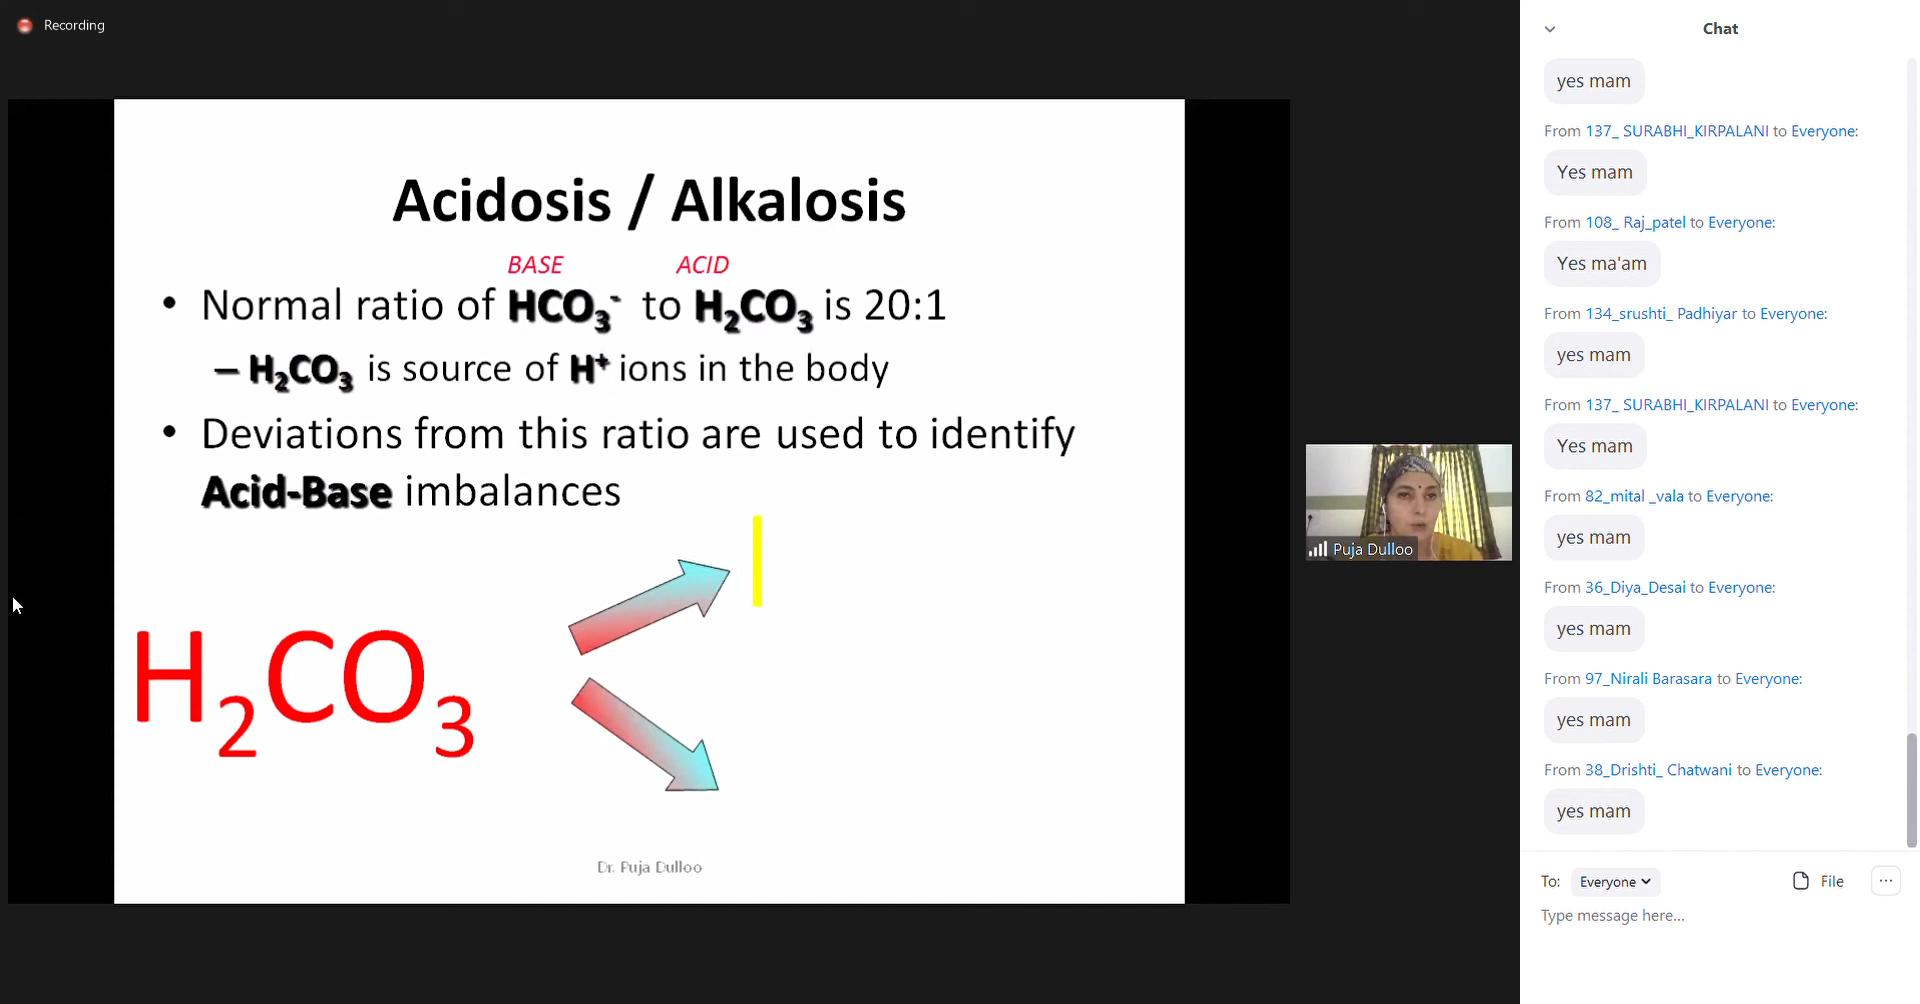 Recording
Acidosis / Alkalosis
BASE ACID
• Normal ratio of HCO₃⁻ to H₂CO₃ is 20:1
– H₂CO₃ is source of H⁺ ions in the body
• Deviations from this ratio are used to identify
Acid-Base imbalances
H₂CO₃
Dr. Puja Dulloo
Puja Dulloo
Chat
yes mam
From 137_ SURABHI_KIRPALANI to Everyone:
Yes mam
From 108_ Raj_patel to Everyone:
Yes ma'am
From 134_srushti_ Padhiyar to Everyone:
yes mam
From 137_ SURABHI_KIRPALANI to Everyone:
Yes mam
From 82_mital _vala to Everyone:
yes mam
From 36_Diya_Desai to Everyone:
yes mam
From 97_Nirali Barasara to Everyone:
yes mam
From 38_Drishti_ Chatwani to Everyone:
yes mam
To: Everyone File ...
Type message here...